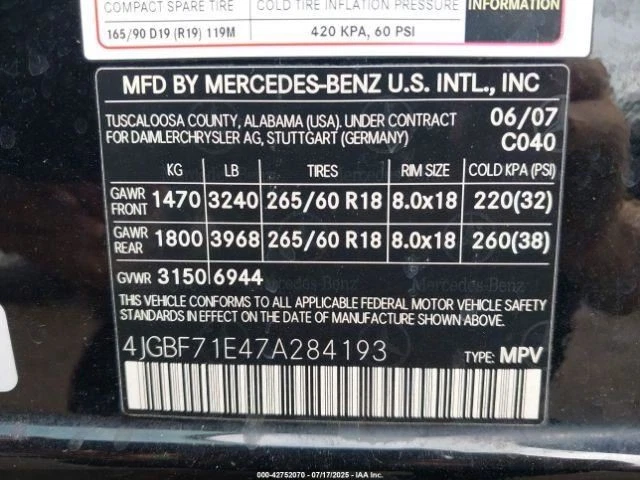 COMPACT SPARE TIRE COLD TIRE INFLATION PRESSURE INFORMATION
165/90 D19 (R19) 119M 420 KPA, 60 PSI
MFD BY MERCEDES-BENZ U.S. INTL., INC
TUSCALOOSA COUNTY, ALABAMA (USA). UNDER CONTRACT 06/07
FOR DAIMLERCHRYSLER AG, STUTTGART (GERMANY) C040
KG LB TIRES RIM SIZE COLD KPA (PSI)
GAWR FRONT 1470 3240 265/60 R18 8.0x18 220(32)
GAWR REAR 1800 3968 265/60 R18 8.0x18 260(38)
GVWR 3150 6944
THIS VEHICLE CONFORMS TO ALL APPLICABLE FEDERAL MOTOR VEHICLE SAFETY
STANDARDS IN EFFECT ON THE DATE OF MANUFACTURE SHOWN ABOVE.
4JGBF71E47A284193 TYPE: MPV
000-42752070 - 07/17/2025 - IAAI.COM